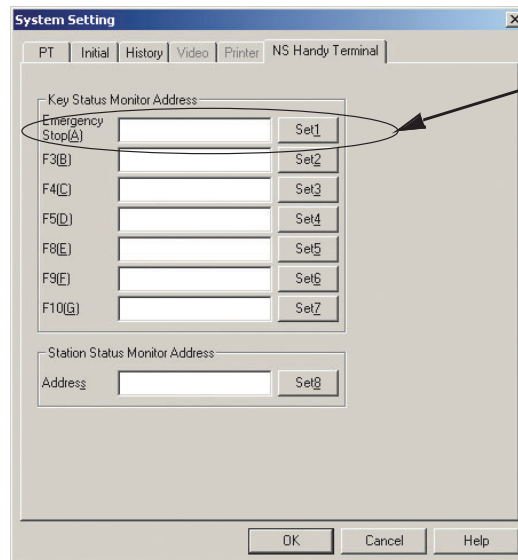 System Setting
PT Initial History Video Printer NS Handy Terminal
Key Status Monitor Address
Emergency
Stop(A) Set1
F3(B) Set2
F4(C) Set3
F5(D) Set4
F8(E) Set5
F9(F) Set6
F10(G) Set7
Station Status Monitor Address
Address Set8
OK Cancel Help